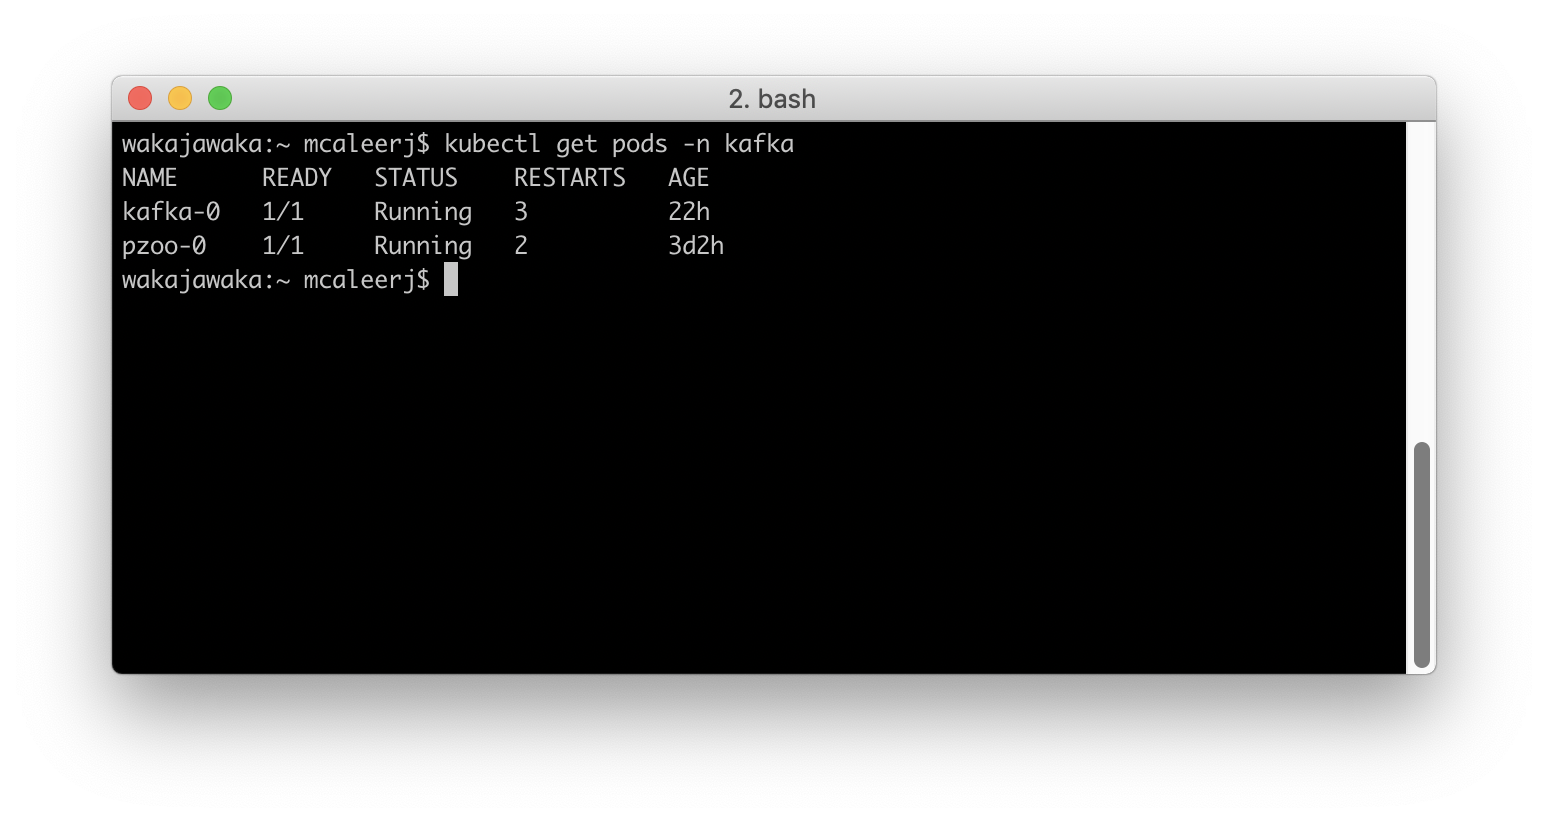 2. bash
wakajawaka:~ mcaleerj$ kubectl get pods -n kafka
NAME      READY   STATUS    RESTARTS   AGE
kafka-0   1/1     Running   3          22h
pzoo-0    1/1     Running   2          3d2h
wakajawaka:~ mcaleerj$